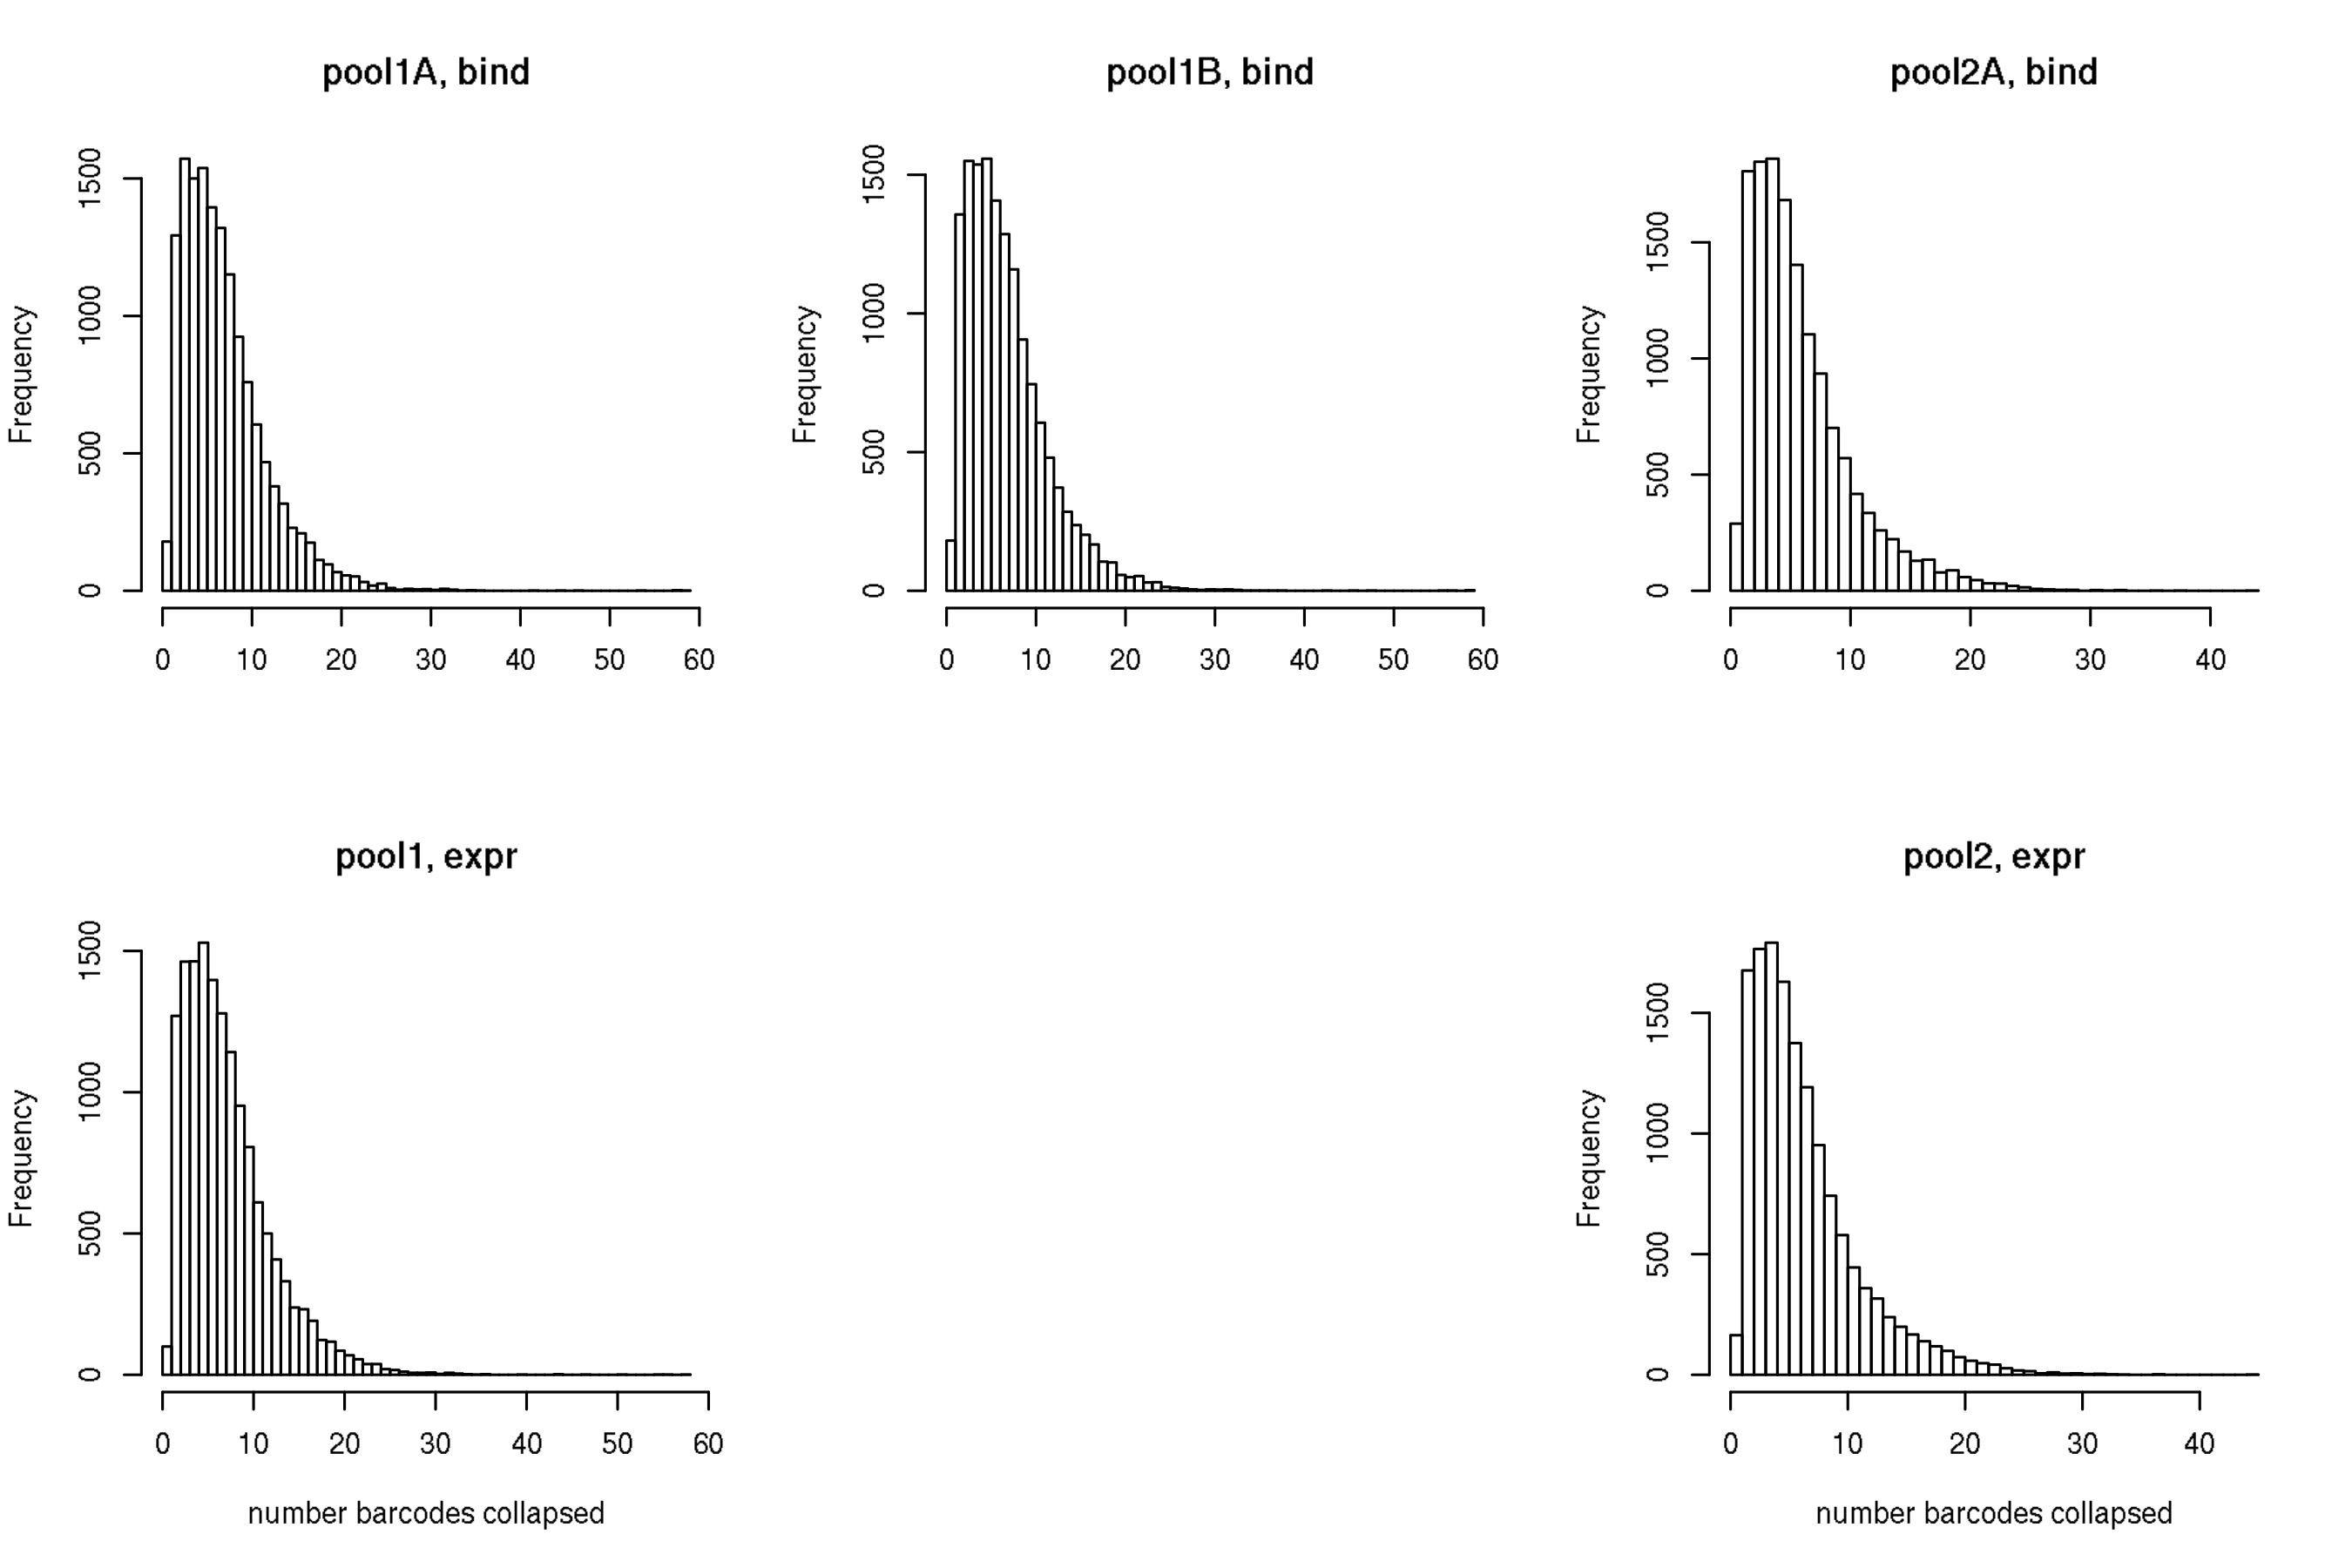 pool1A, bind
Frequency
1500
1000
500
0
0 10 20 30 40 50 60
pool1B, bind
Frequency
1500
1000
500
0
0 10 20 30 40 50 60
pool2A, bind
Frequency
1500
1000
500
0
0 10 20 30 40
pool1, expr
Frequency
1500
1000
500
0
0 10 20 30 40 50 60
number barcodes collapsed
pool2, expr
Frequency
1500
1000
500
0
0 10 20 30 40
number barcodes collapsed